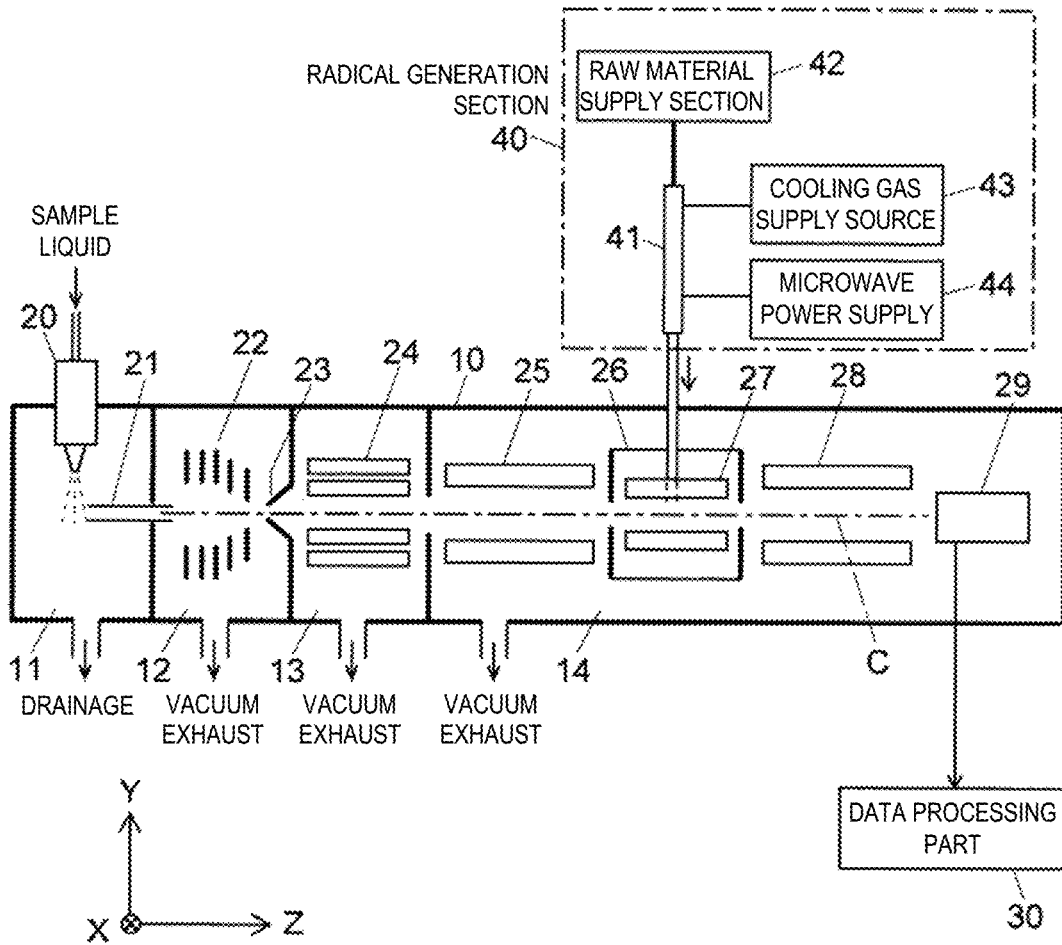 RADICAL GENERATION
SECTION
40
RAW MATERIAL
SUPPLY SECTION
42
COOLING GAS
SUPPLY SOURCE
43
41
MICROWAVE
POWER SUPPLY
44
SAMPLE
LIQUID
20
21
22
23
24
10
25
26
27
28
29
11
12
13
14
C
DRAINAGE
VACUUM
EXHAUST
VACUUM
EXHAUST
VACUUM
EXHAUST
DATA PROCESSING
PART
30
Y
X
Z